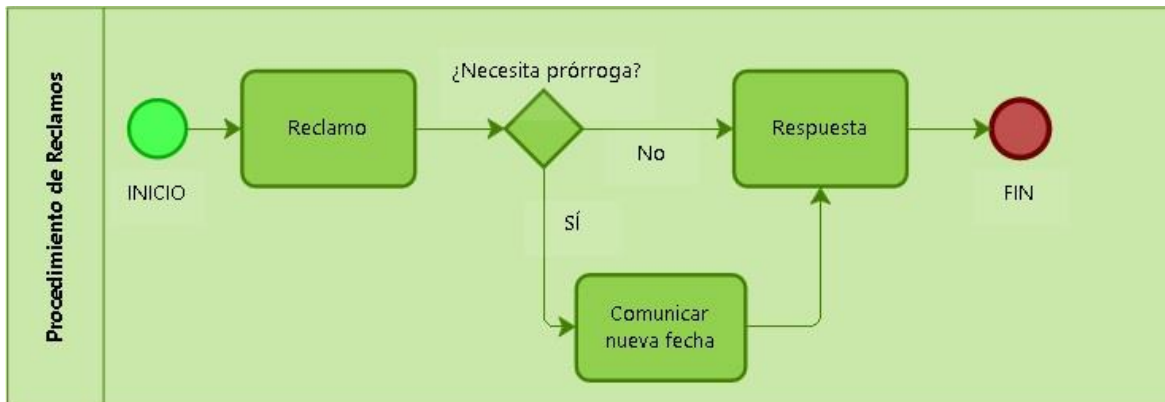 Procedimiento de Reclamos
¿Necesita prórroga?
Reclamo
Respuesta
No
INICIO
FIN
SÍ
Comunicar
nueva fecha